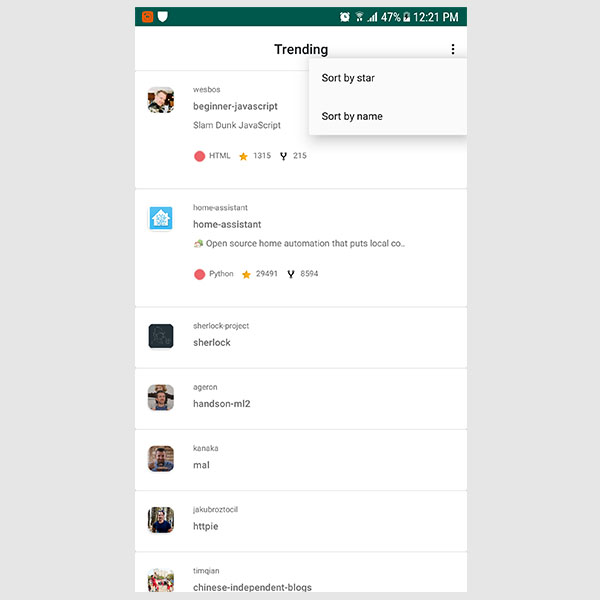 47% 12:21 PM
Trending
Sort by star
Sort by name
wesbos
beginner-javascript
Slam Dunk JavaScript
HTML 1315 215
home-assistant
home-assistant
Open source home automation that puts local co..
Python 29491 8594
sherlock-project
sherlock
ageron
handson-ml2
kanaka
mal
jakubroztocil
httpie
timqian
chinese-independent-blogs